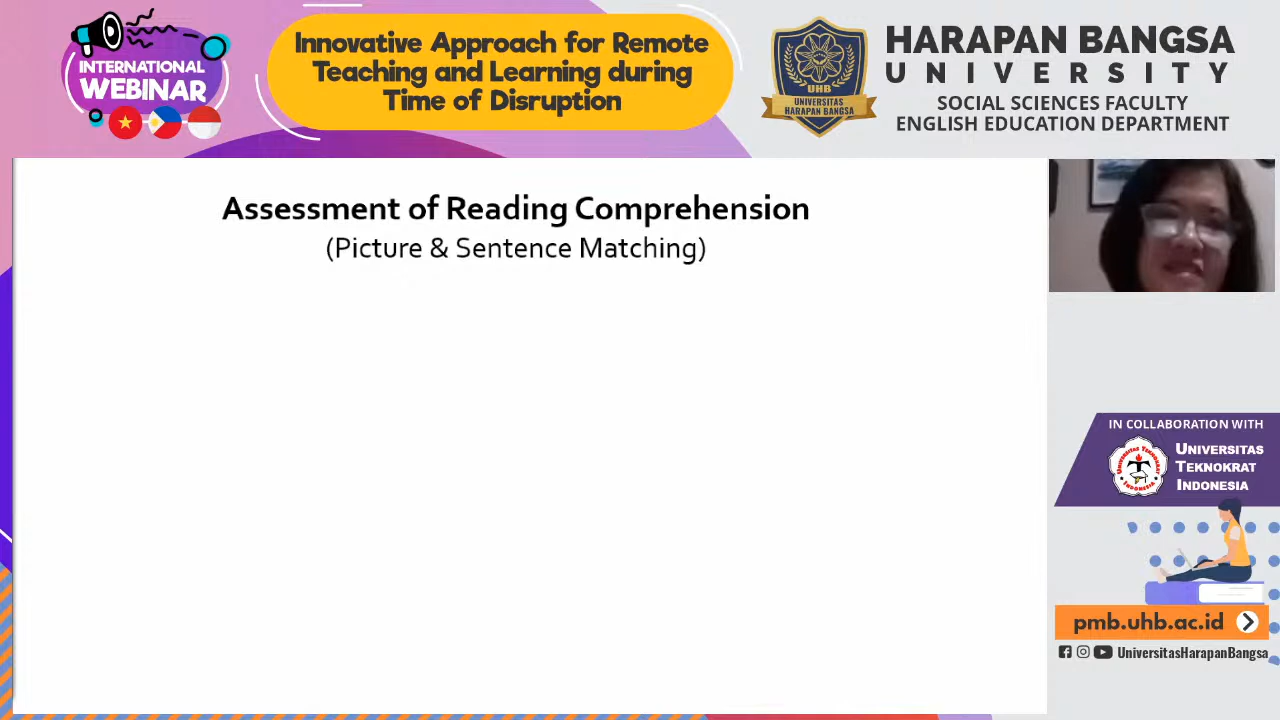 INTERNATIONAL
WEBINAR
Innovative Approach for Remote
Teaching and Learning during
Time of Disruption
UHB
UNIVERSITAS
HARAPAN BANGSA
HARAPAN BANGSA
UNIVERSITY
SOCIAL SCIENCES FACULTY
ENGLISH EDUCATION DEPARTMENT
Assessment of Reading Comprehension
(Picture & Sentence Matching)
IN COLLABORATION WITH
UNIVERSITAS
TEKNOKRAT
INDONESIA
pmb.uhb.ac.id
UniversitasHarapanBangsa